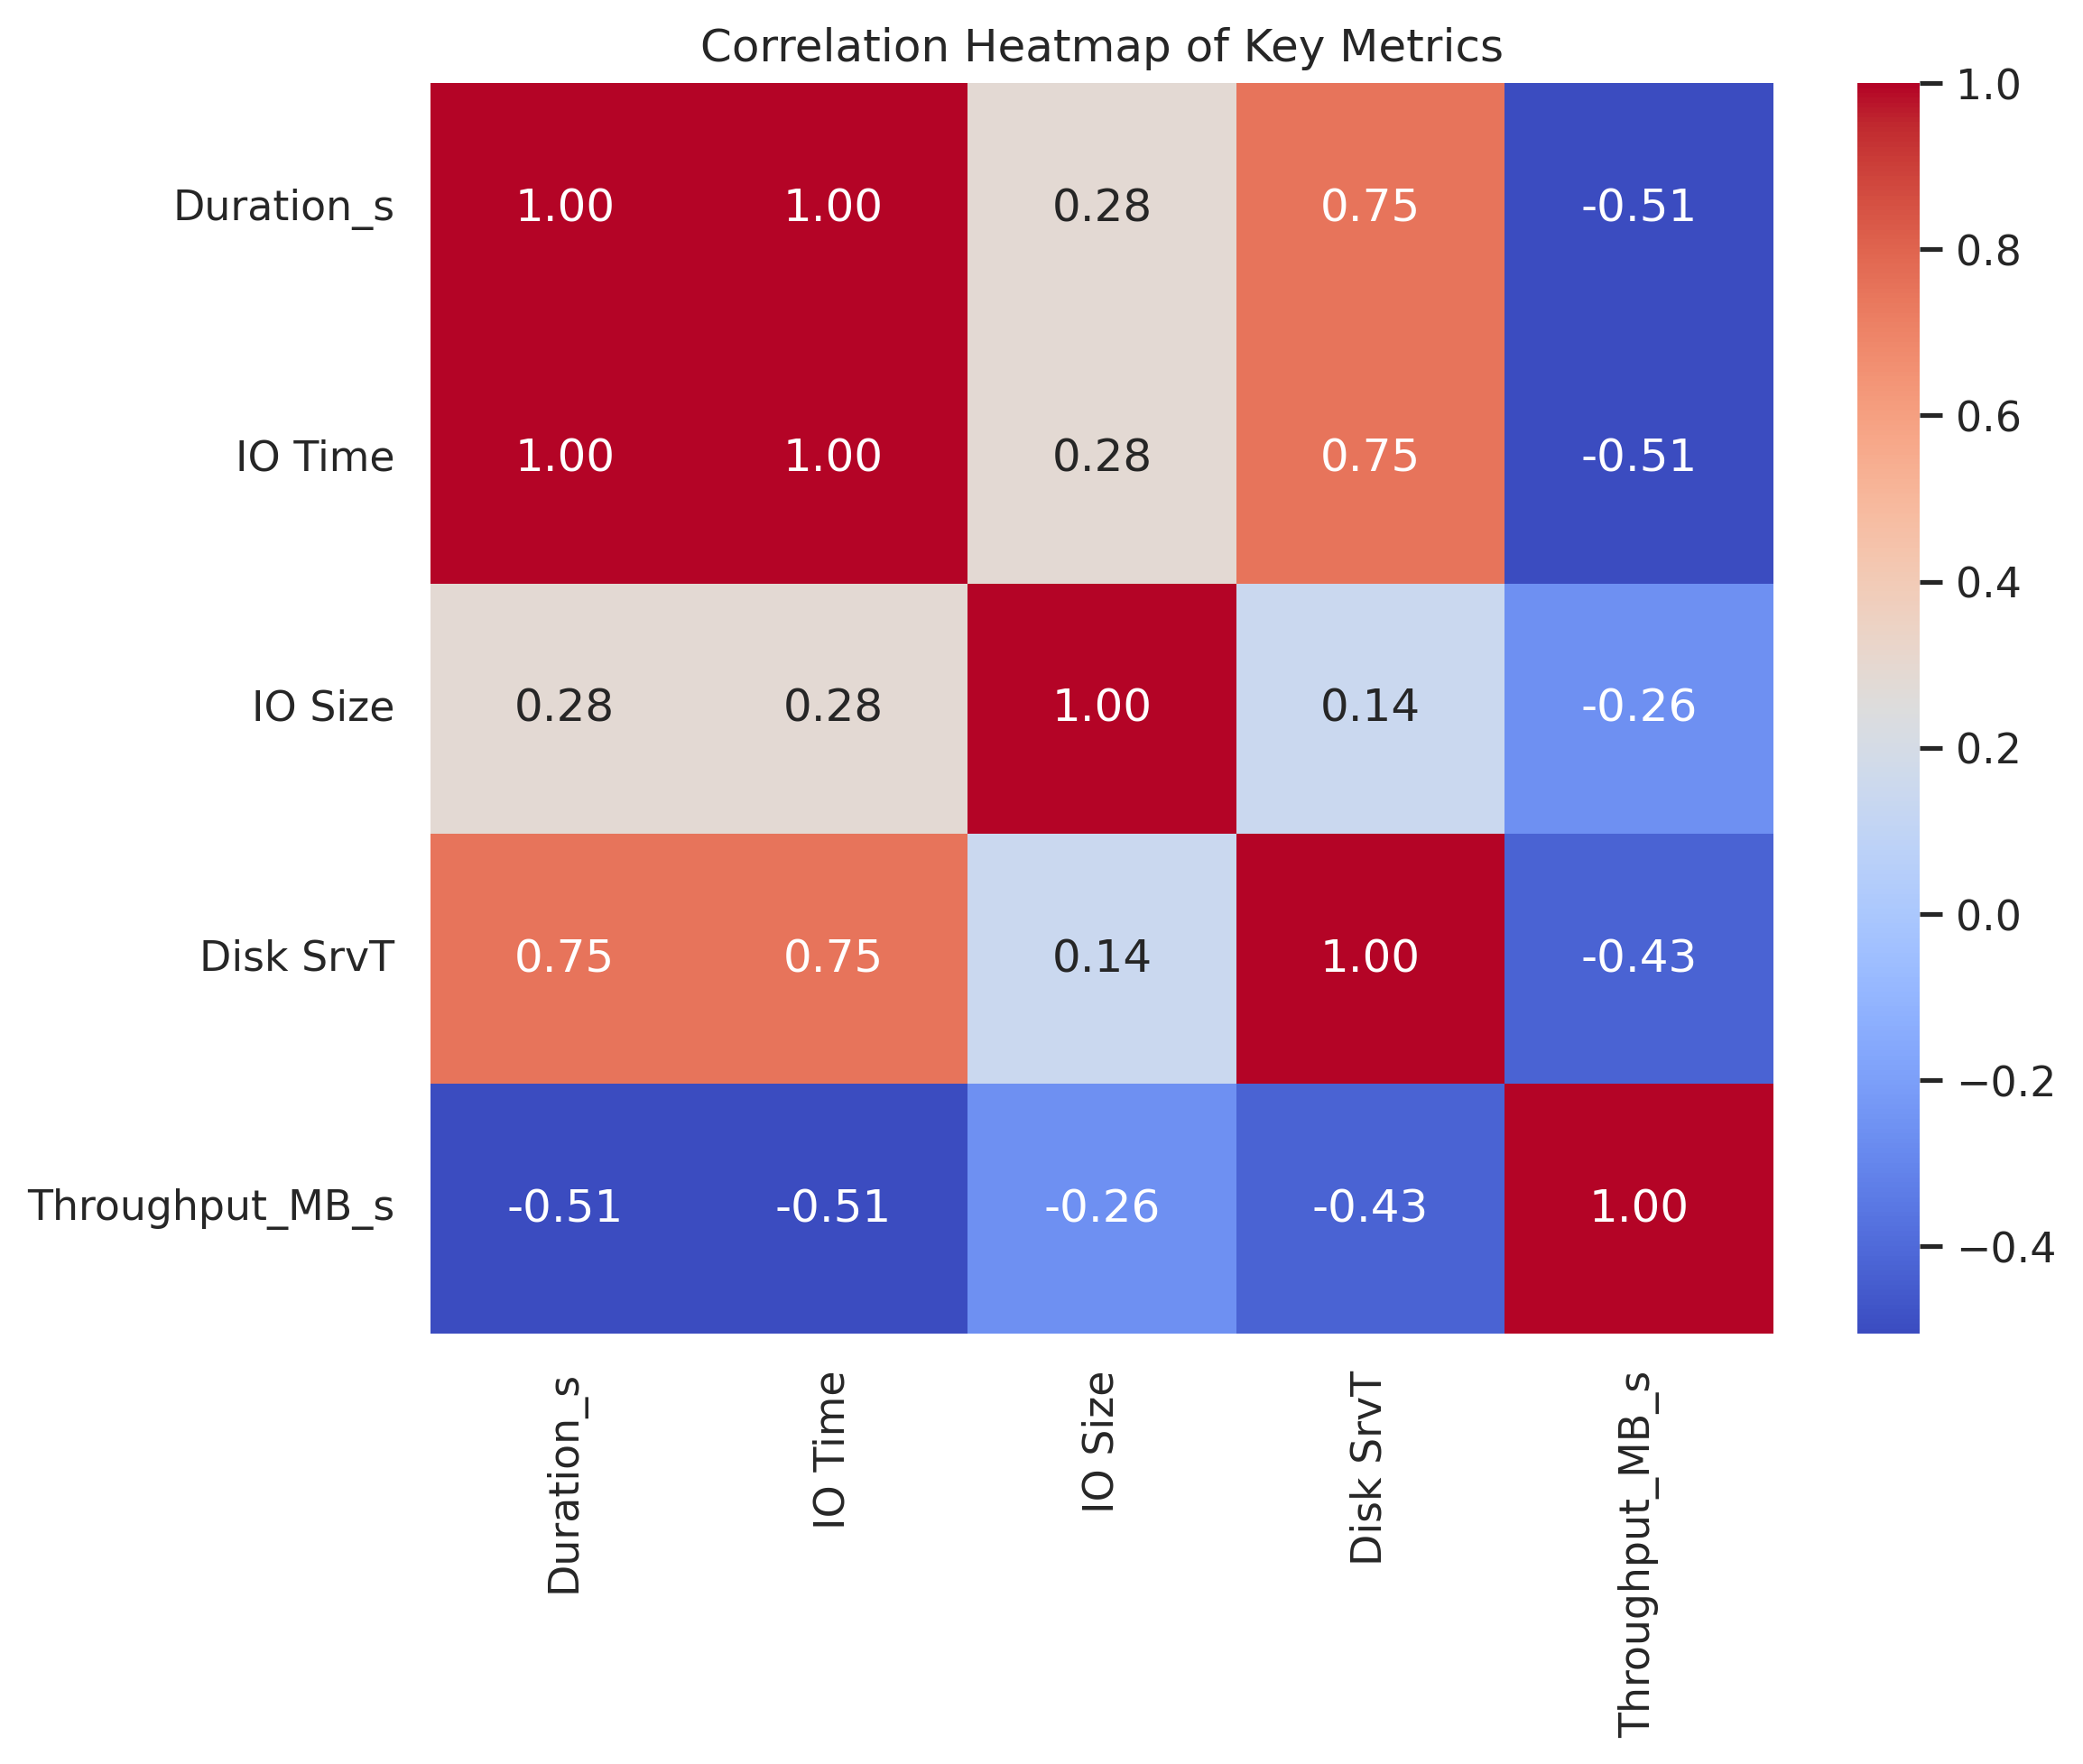 Correlation Heatmap of Key Metrics
Duration_s 1.00 1.00 0.28 0.75 -0.51
IO Time 1.00 1.00 0.28 0.75 -0.51
IO Size 0.28 0.28 1.00 0.14 -0.26
Disk SrvT 0.75 0.75 0.14 1.00 -0.43
Throughput_MB_s -0.51 -0.51 -0.26 -0.43 1.00
Duration_s
IO Time
IO Size
Disk SrvT
Throughput_MB_s
1.0
0.8
0.6
0.4
0.2
0.0
−0.2
−0.4